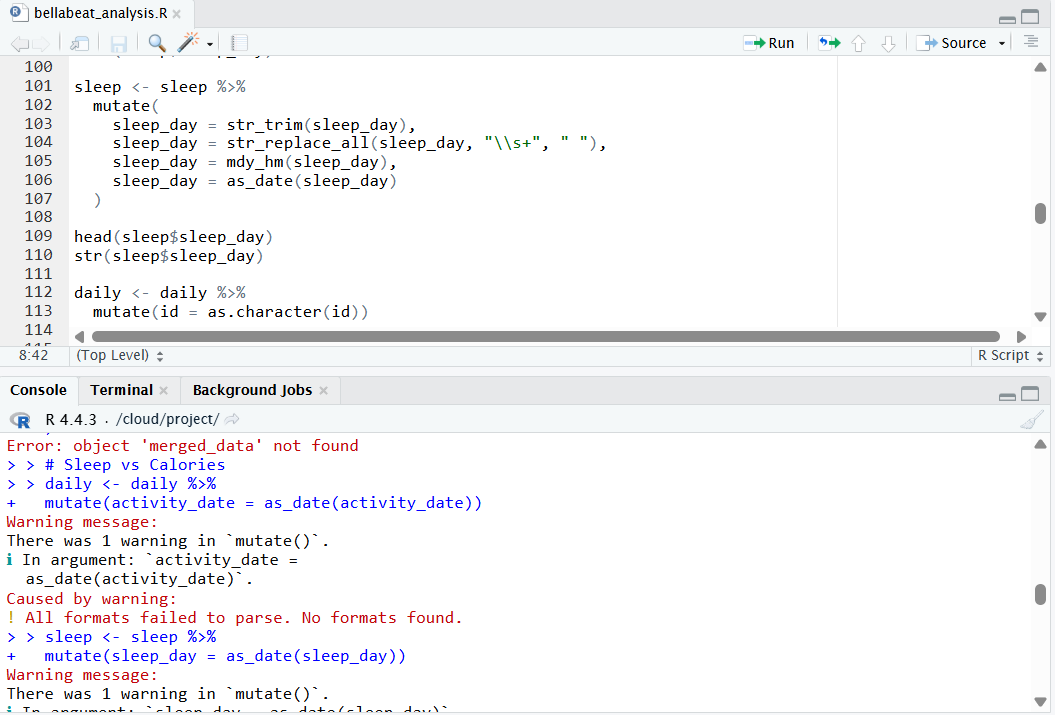 bellabeat_analysis.R
Run Source
100
101 sleep <- sleep %>%
102 mutate(
103 sleep_day = str_trim(sleep_day),
104 sleep_day = str_replace_all(sleep_day, "\\s+", " "),
105 sleep_day = mdy_hm(sleep_day),
106 sleep_day = as_date(sleep_day)
107 )
108
109 head(sleep$sleep_day)
110 str(sleep$sleep_day)
111
112 daily <- daily %>%
113 mutate(id = as.character(id))
114
8:42 (Top Level) R Script
Console Terminal Background Jobs
R R 4.4.3 · /cloud/project/
Error: object 'merged_data' not found
> > # Sleep vs Calories
> > daily <- daily %>%
+ mutate(activity_date = as_date(activity_date))
Warning message:
There was 1 warning in `mutate()`.
ℹ In argument: `activity_date =
as_date(activity_date)`.
Caused by warning:
! All formats failed to parse. No formats found.
> > sleep <- sleep %>%
+ mutate(sleep_day = as_date(sleep_day))
Warning message:
There was 1 warning in `mutate()`.
ℹ In argument: `sleep_day = as_date(sleep_day)`